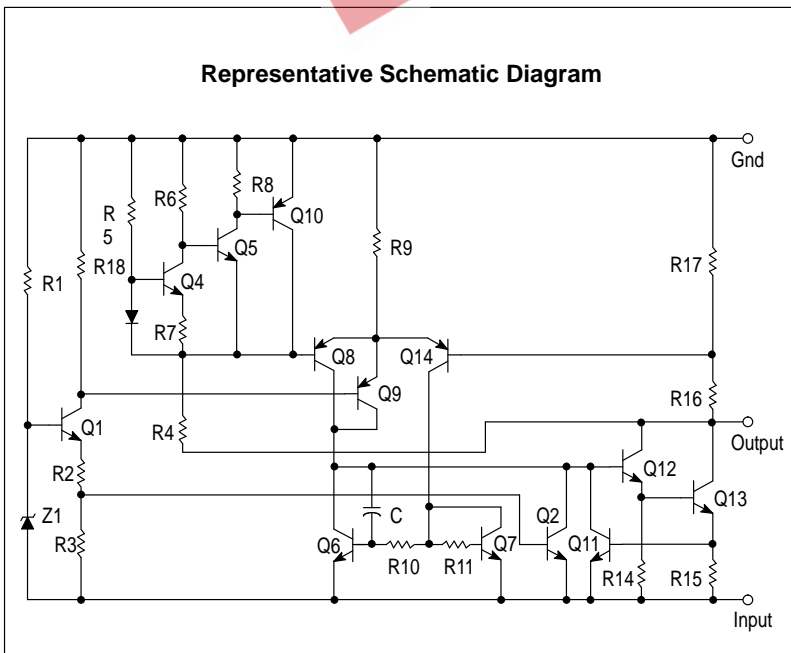 Representative Schematic Diagram
Gnd
R6
R8
R
5
Q10
Q5
R9
R17
R18
R1
Q4
R7
Q8
Q14
Q9
R16
Q1
R4
Output
Q12
R2
Q13
Z1
C
Q2
R3
Q6
Q7
Q11
R10
R11
R14
R15
Input